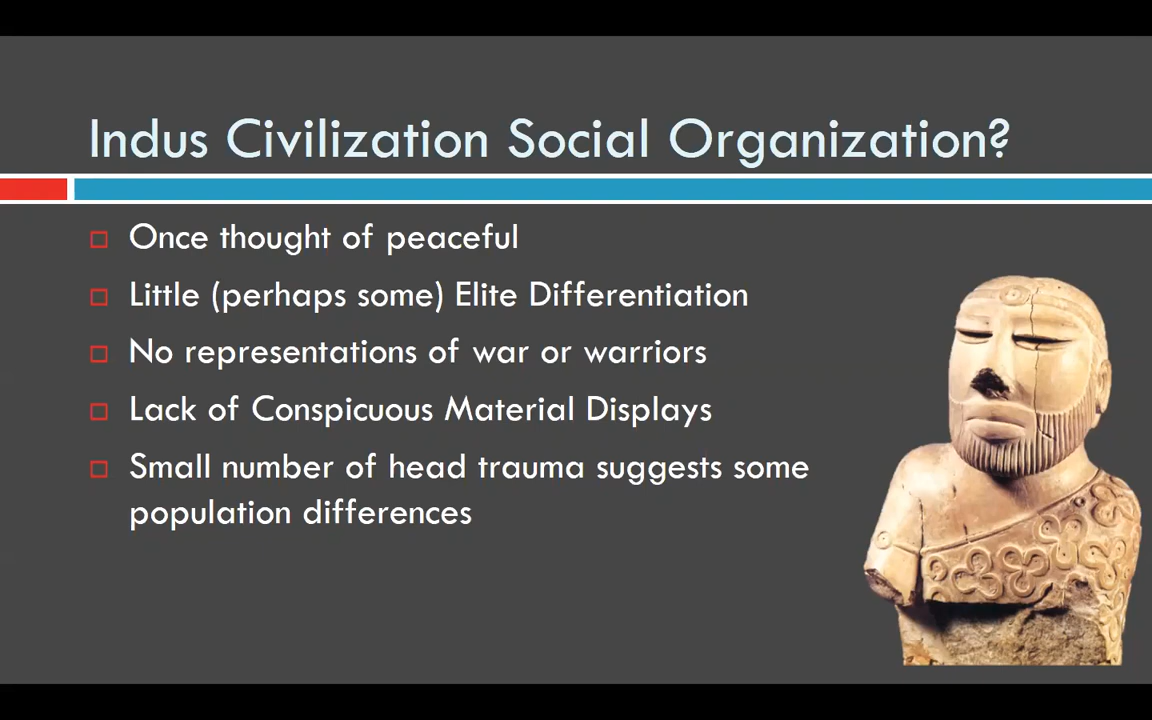 Indus Civilization Social Organization?
Once thought of peaceful
Little (perhaps some) Elite Differentiation
No representations of war or warriors
Lack of Conspicuous Material Displays
Small number of head trauma suggests some
population differences